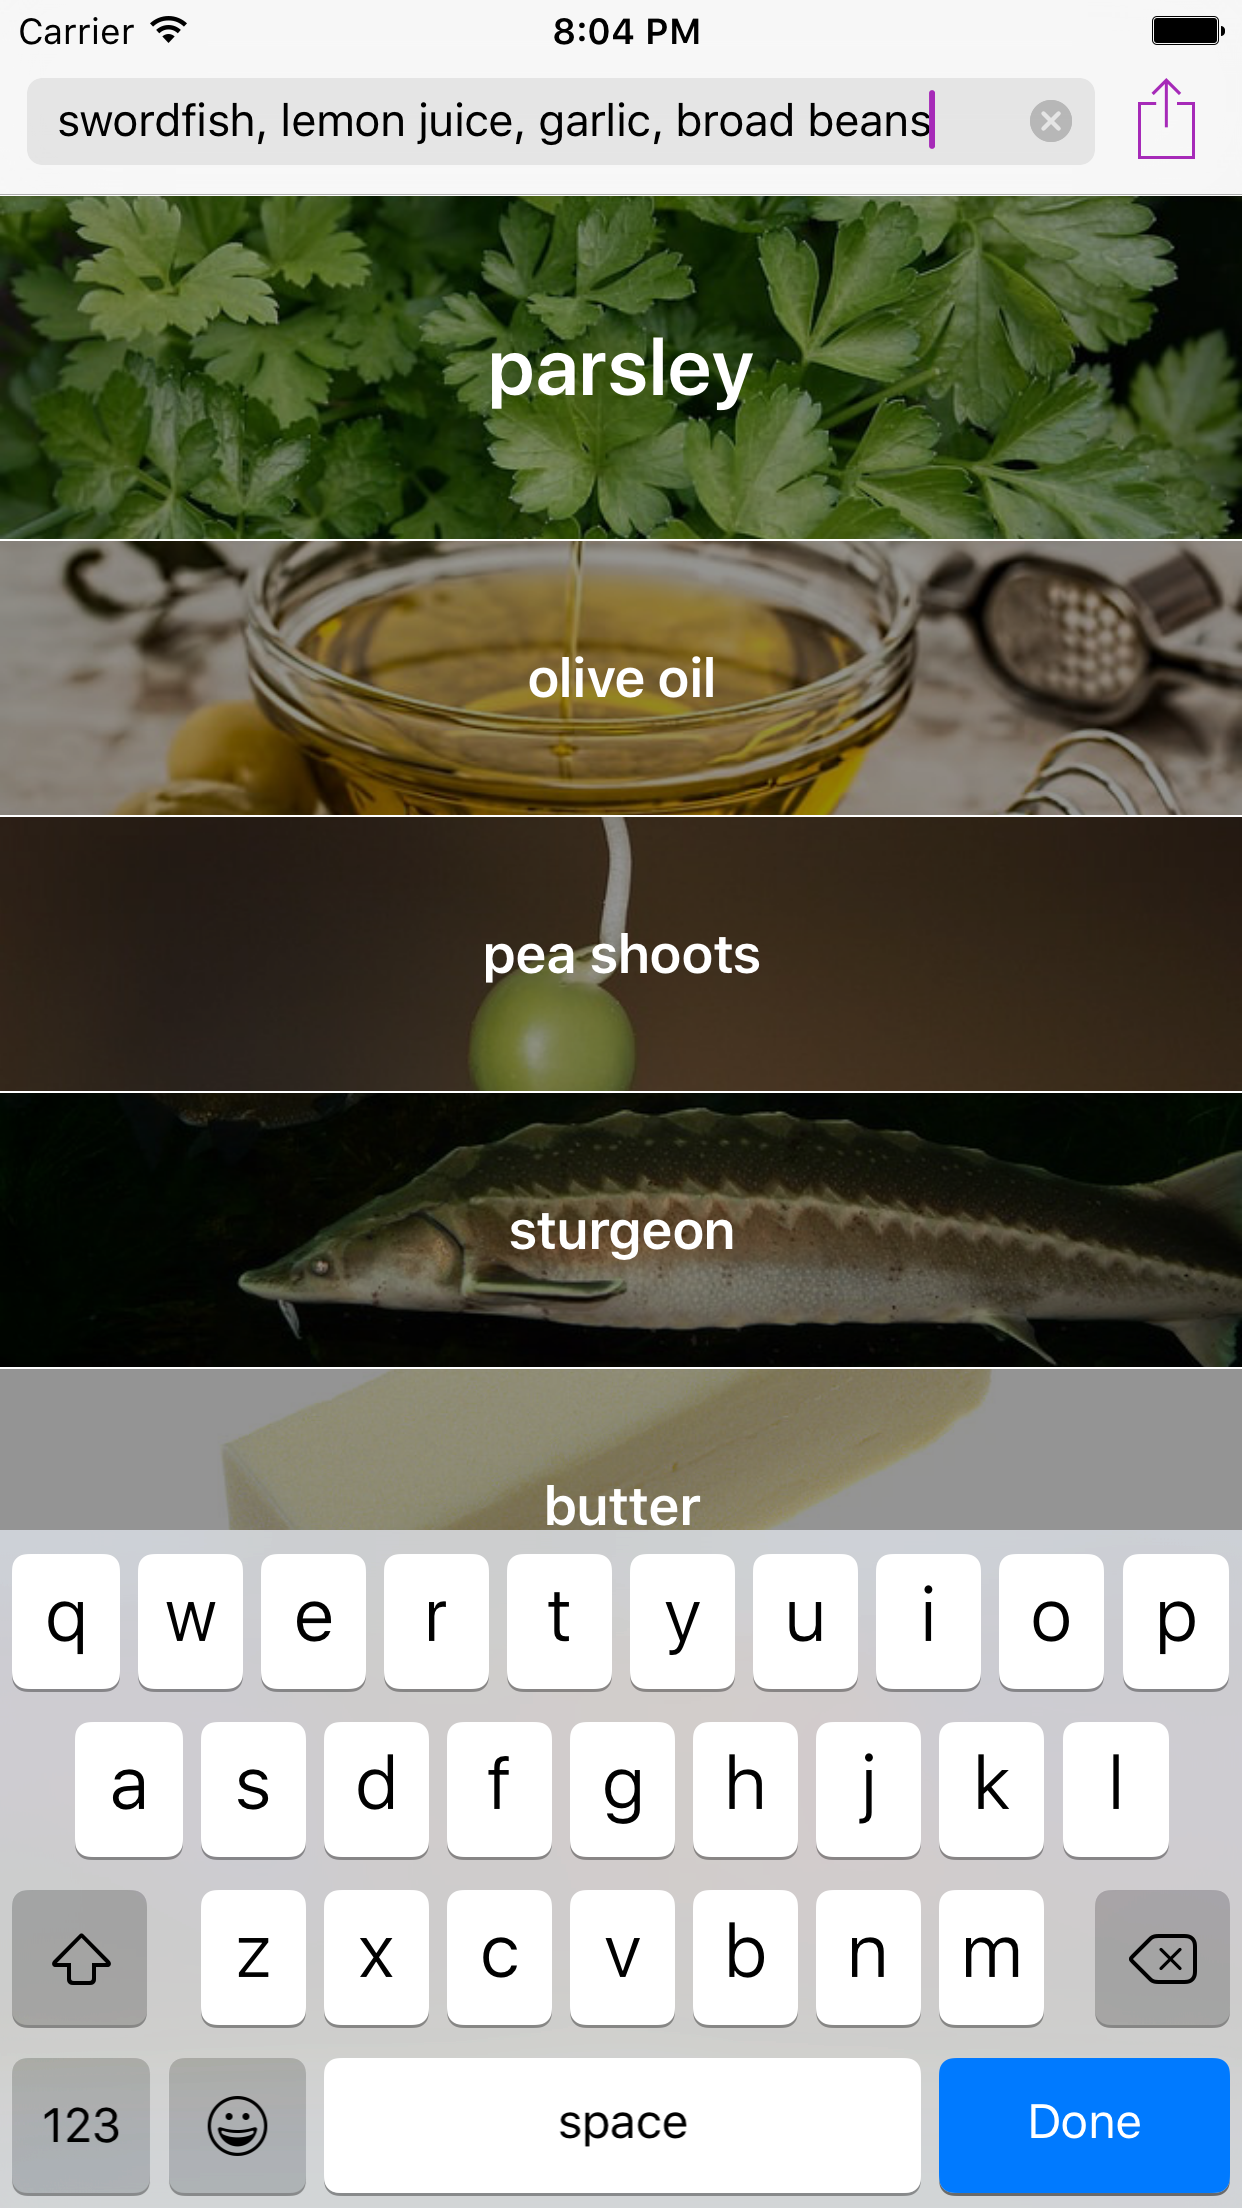 Carrier 8:04 PM
swordfish, lemon juice, garlic, broad beans
parsley
olive oil
pea shoots
sturgeon
butter
q w e r t y u i o p
a s d f g h j k l
z x c v b n m
123 space Done